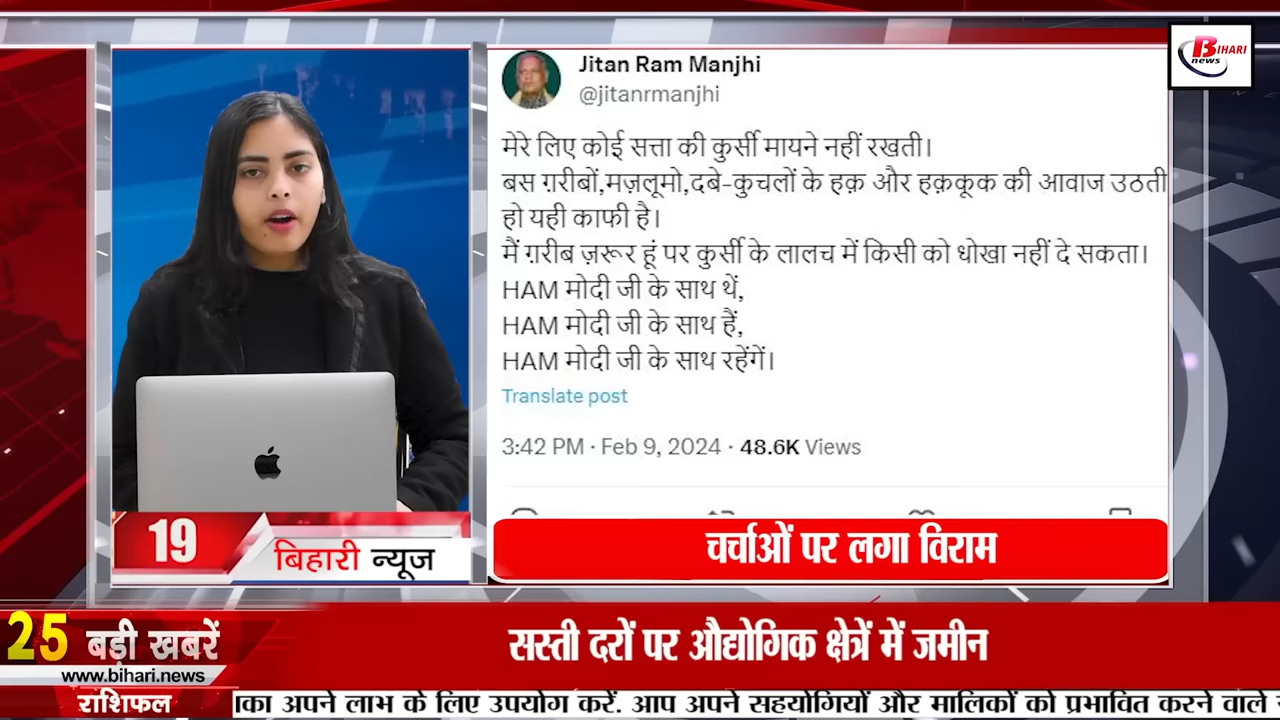 BIHARI
news
Jitan Ram Manjhi
@jitanrmanjhi
मेरे लिए कोई सत्ता की कुर्सी मायने नहीं रखती।
बस ग़रीबों,मज़लूमो,दबे-कुचलों के हक़ और हक़कूक की आवाज उठती
हो यही काफी है।
मैं ग़रीब ज़रूर हूं पर कुर्सी के लालच में किसी को धोखा नहीं दे सकता।
HAM मोदी जी के साथ थें,
HAM मोदी जी के साथ हैं,
HAM मोदी जी के साथ रहेंगें।
Translate post
3:42 PM · Feb 9, 2024 · 48.6K Views
19
बिहारी न्यूज
चर्चाओं पर लगा विराम
25 बड़ी खबरें
www.bihari.news
सस्ती दरों पर औद्योगिक क्षेत्रें में जमीन
राशिफल
अपने लाभ के लिए उपयोग करें. आप अपने सहयोगियों और मालिकों को प्रभावित करने वाले